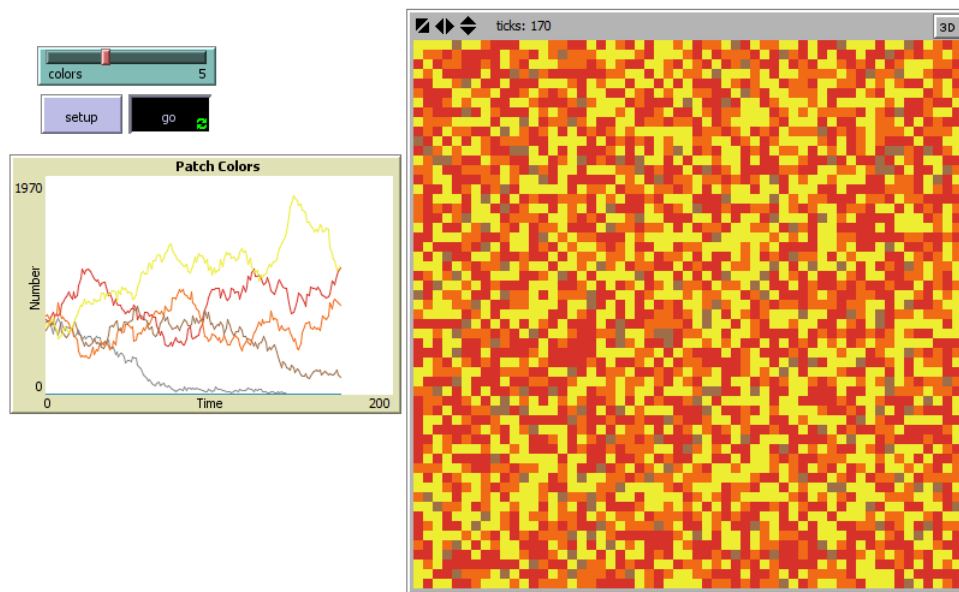 ticks: 170
3D
colors 5
setup
go
Patch Colors
1970
Number
0
0 Time 200